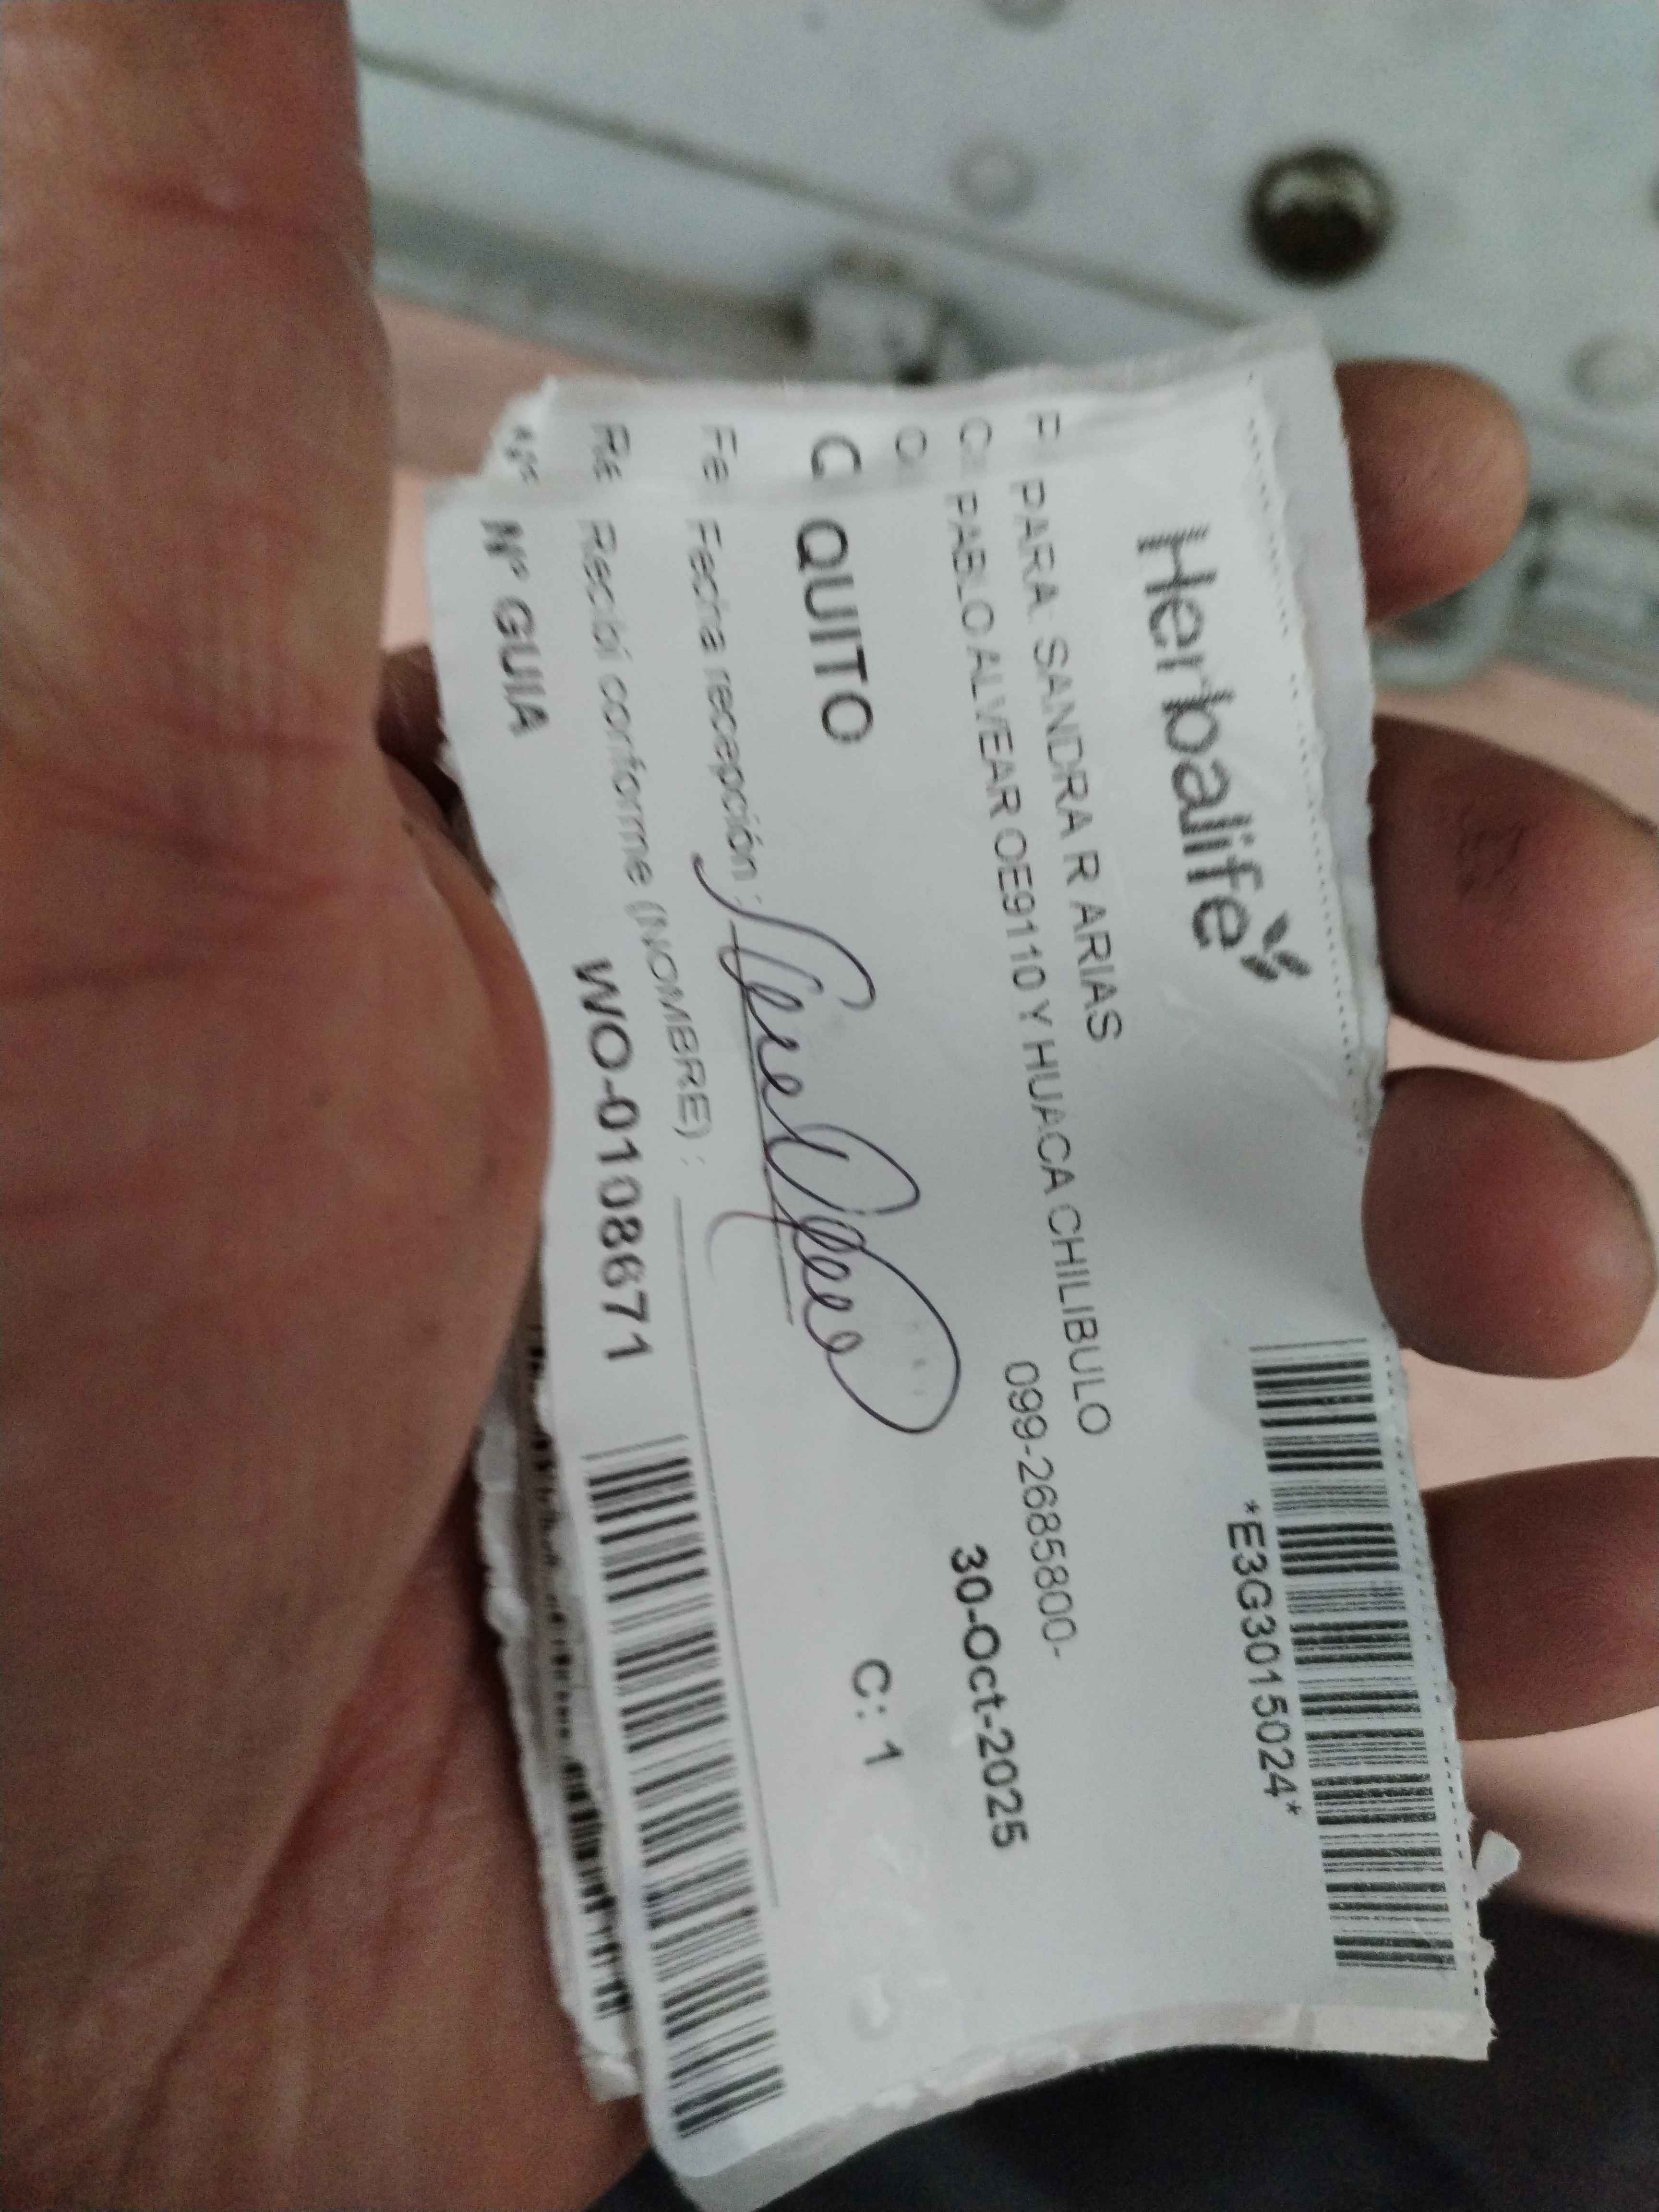 Herbalife
*E3G3015024*
PARA: SANDRA R ARIAS
PABLO ALVEAR OE9110 Y HUACA CHILIBULO
099-2685800-
30-Oct-2025
QUITO
C: 1
Fecha recepción :
Recibí conforme (NOMBRE) :
Nº GUIA WO-0108671